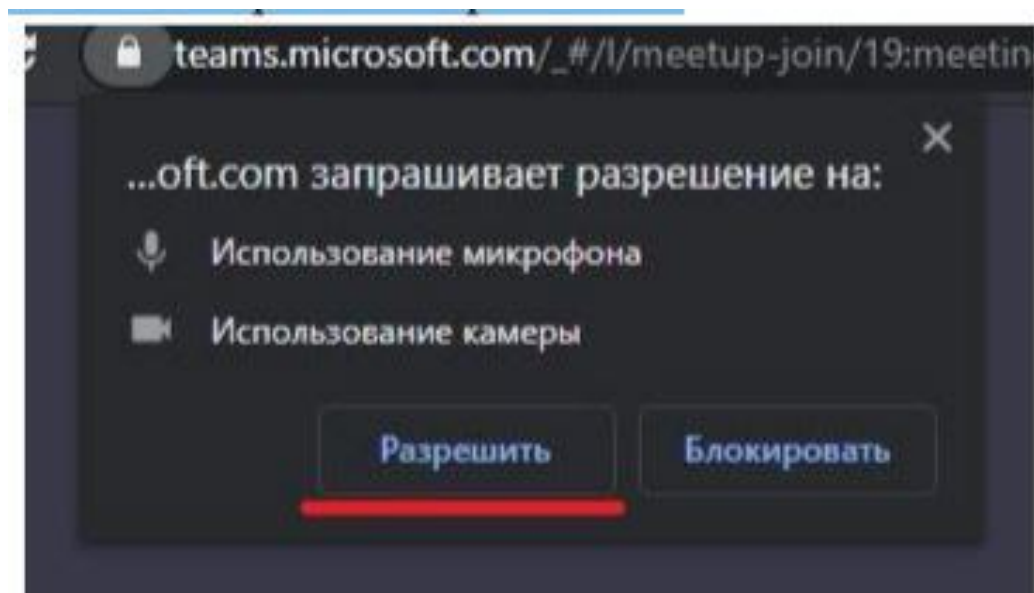 teams.microsoft.com/_#/l/meetup-join/19:meetin
...oft.com запрашивает разрешение на:
Использование микрофона
Использование камеры
Разрешить
Блокировать